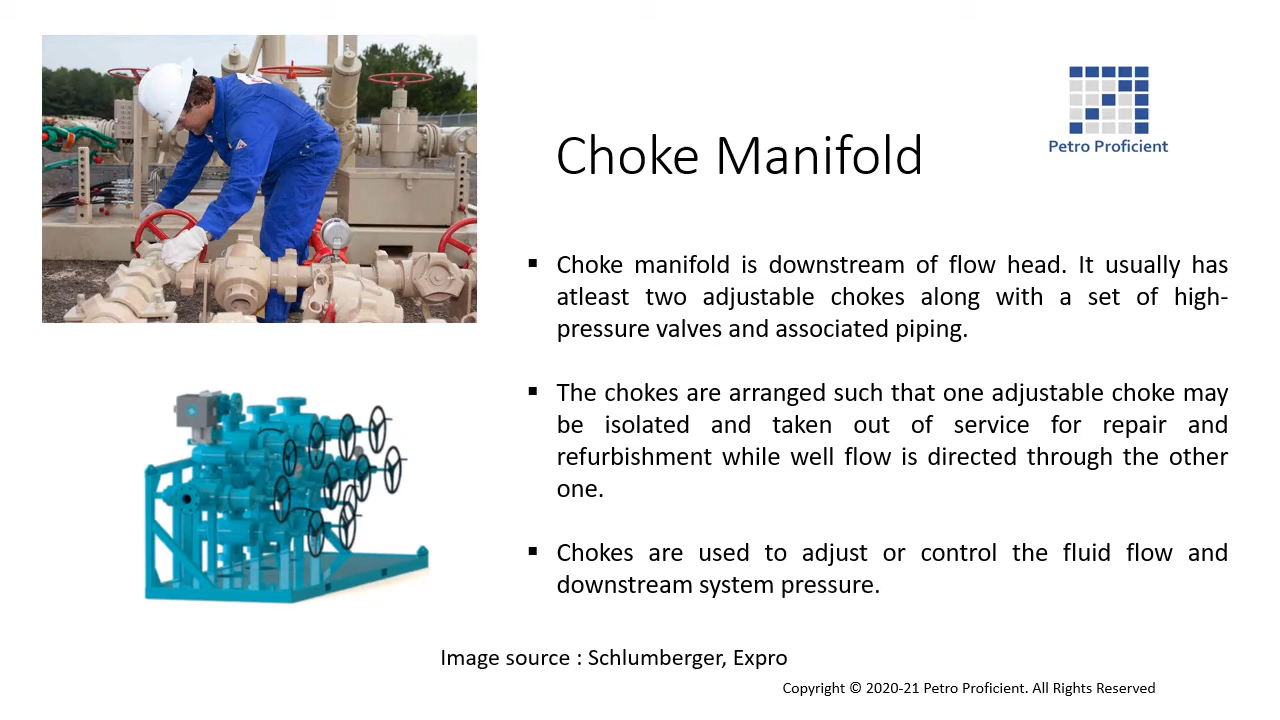 Choke Manifold
Petro Proficient
▪ Choke manifold is downstream of flow head. It usually has
atleast two adjustable chokes along with a set of high-
pressure valves and associated piping.
▪ The chokes are arranged such that one adjustable choke may
be isolated and taken out of service for repair and
refurbishment while well flow is directed through the other
one.
▪ Chokes are used to adjust or control the fluid flow and
downstream system pressure.
Image source : Schlumberger, Expro
Copyright © 2020-21 Petro Proficient. All Rights Reserved